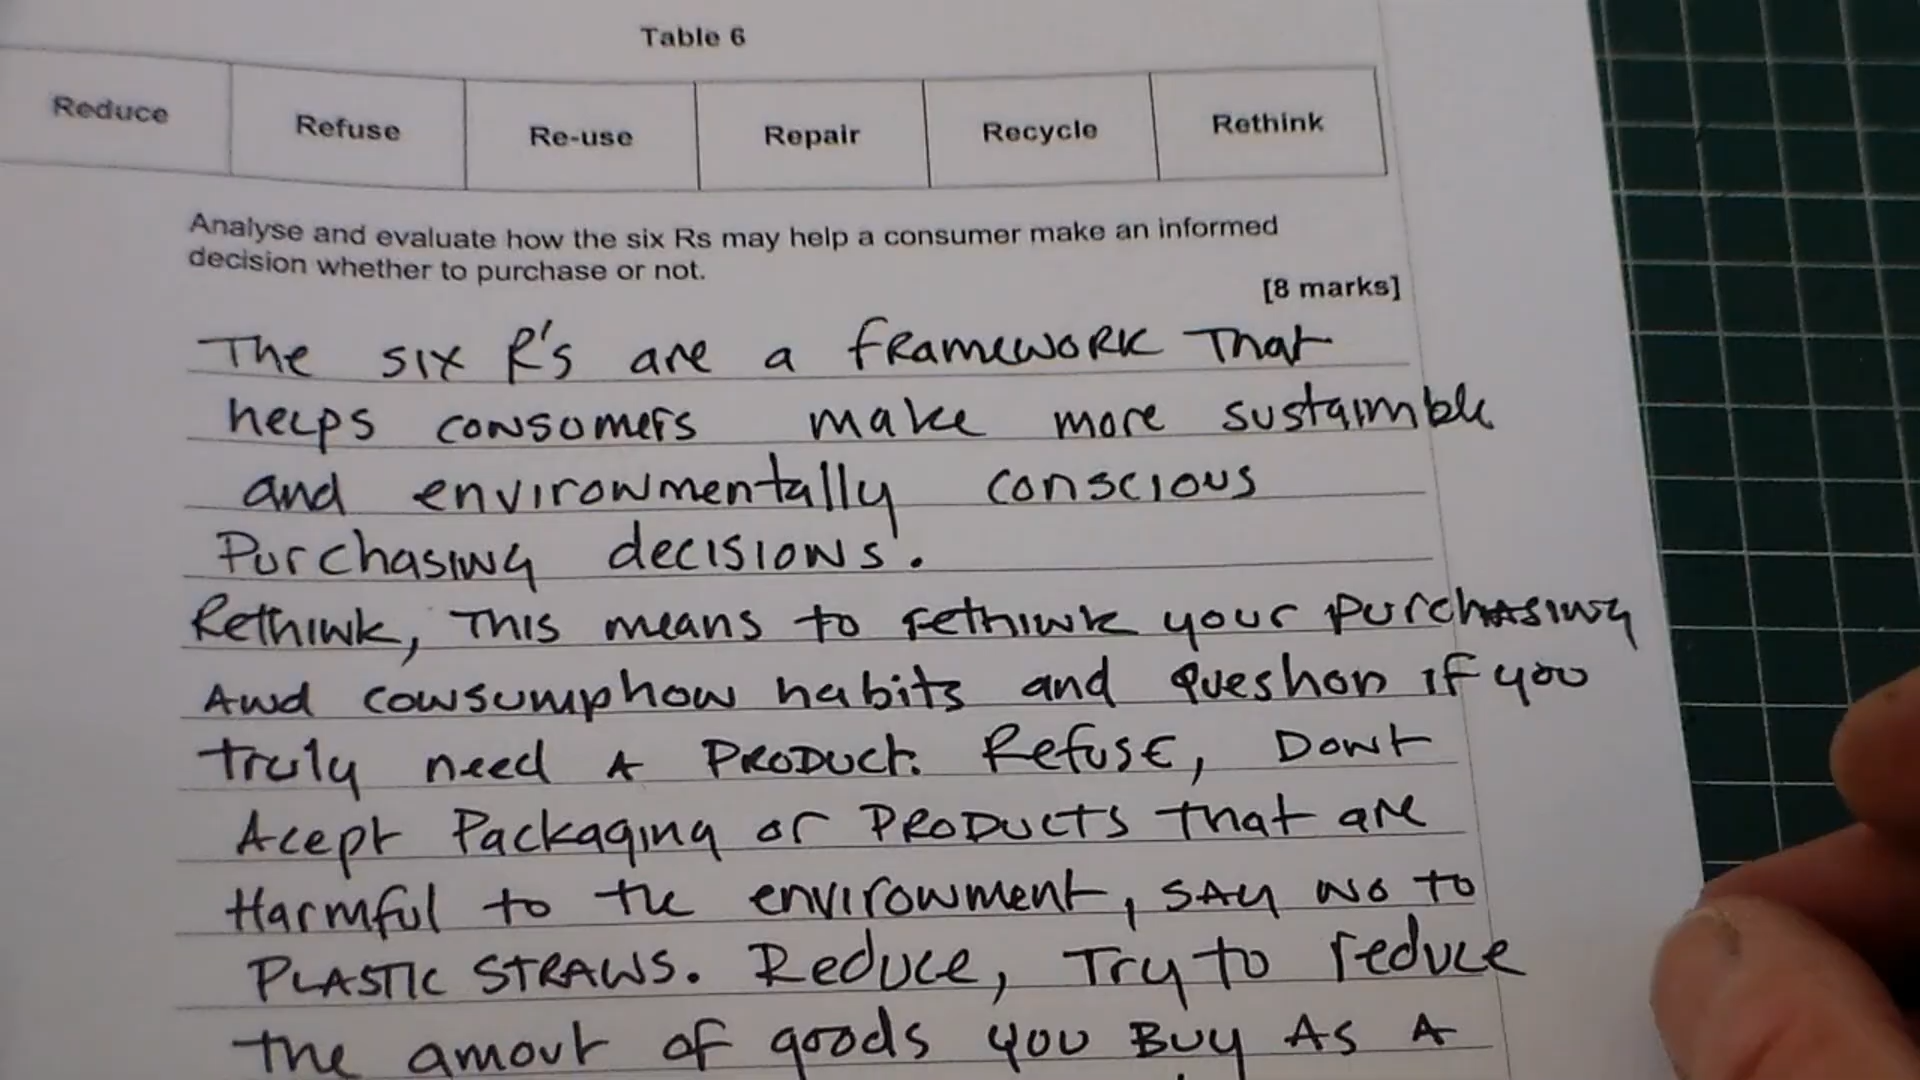 Table 6
Reduce Refuse Re-use Repair Recycle Rethink
Analyse and evaluate how the six Rs may help a consumer make an informed
decision whether to purchase or not.
[8 marks]
The six R's are a framework that
helps consumers make more sustainable
and environmentally conscious
Purchasing decisions.
Rethink, This means to rethink your purchasing
And consumption habits and question if you
truly need A PRODUCT. Refuse, Dont
Acept Packaging or PRODUCTS that are
Harmful to the environment, SAY NO TO
PLASTIC STRAWS. Reduce, Try to reduce
the amout of goods you Buy As A